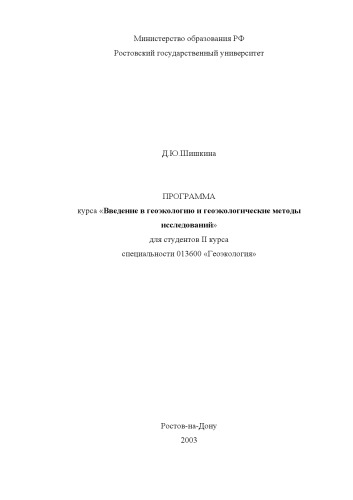 Министерство образования РФ
Ростовский государственный университет
Д.Ю.Шишкина
ПРОГРАММА
курса «Введение в геоэкологию и геоэкологические методы
исследований»
для студентов II курса
специальности 013600 «Геоэкология»
Ростов-на-Дону
2003